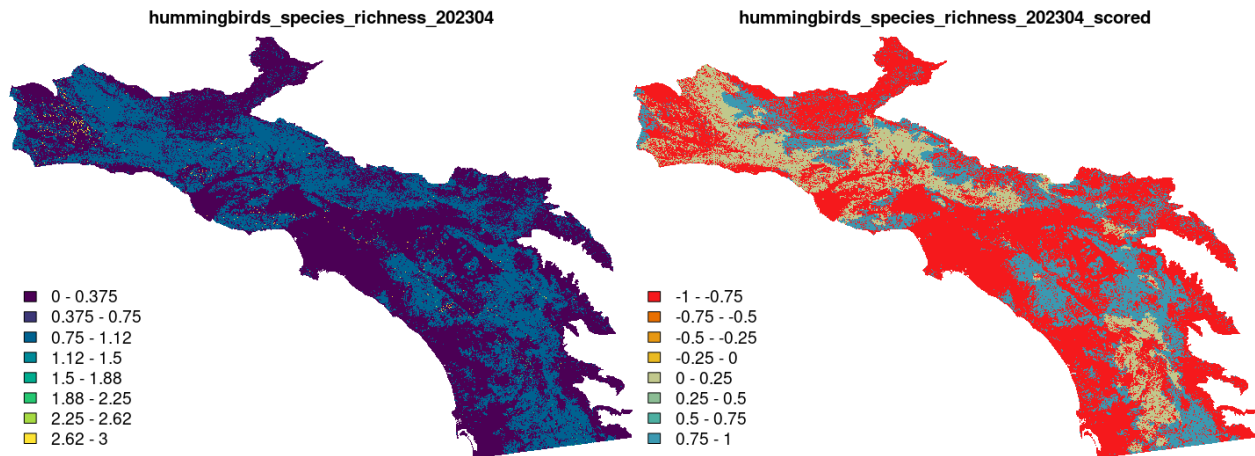 hummingbirds_species_richness_202304
0 - 0.375
0.375 - 0.75
0.75 - 1.12
1.12 - 1.5
1.5 - 1.88
1.88 - 2.25
2.25 - 2.62
2.62 - 3
hummingbirds_species_richness_202304_scored
-1 - -0.75
-0.75 - -0.5
-0.5 - -0.25
-0.25 - 0
0 - 0.25
0.25 - 0.5
0.5 - 0.75
0.75 - 1